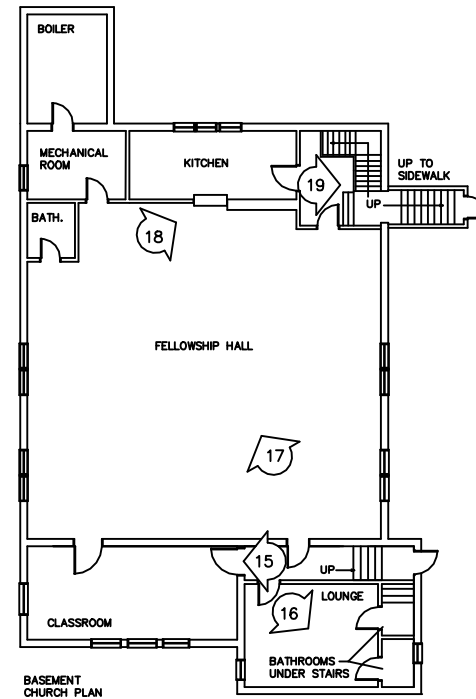 BOILER
MECHANICAL
ROOM
KITCHEN
19
UP TO
SIDEWALK
UP
BATH.
18
FELLOWSHIP HALL
17
15
UP
16
LOUNGE
CLASSROOM
BATHROOMS
UNDER STAIRS
BASEMENT
CHURCH PLAN